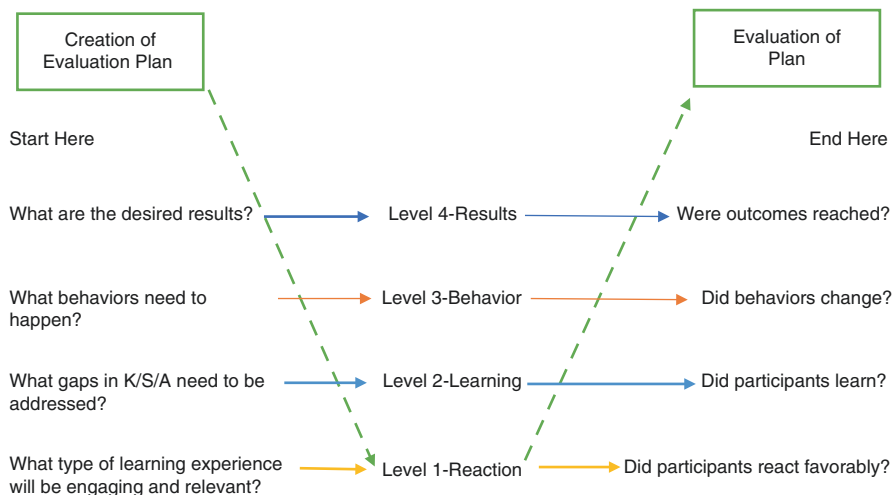 Creation of
Evaluation Plan
Evaluation of
Plan
Start Here
End Here
What are the desired results?
Level 4-Results
Were outcomes reached?
What behaviors need to
happen?
Level 3-Behavior
Did behaviors change?
What gaps in K/S/A need to be
addressed?
Level 2-Learning
Did participants learn?
What type of learning experience
will be engaging and relevant?
Level 1-Reaction
Did participants react favorably?